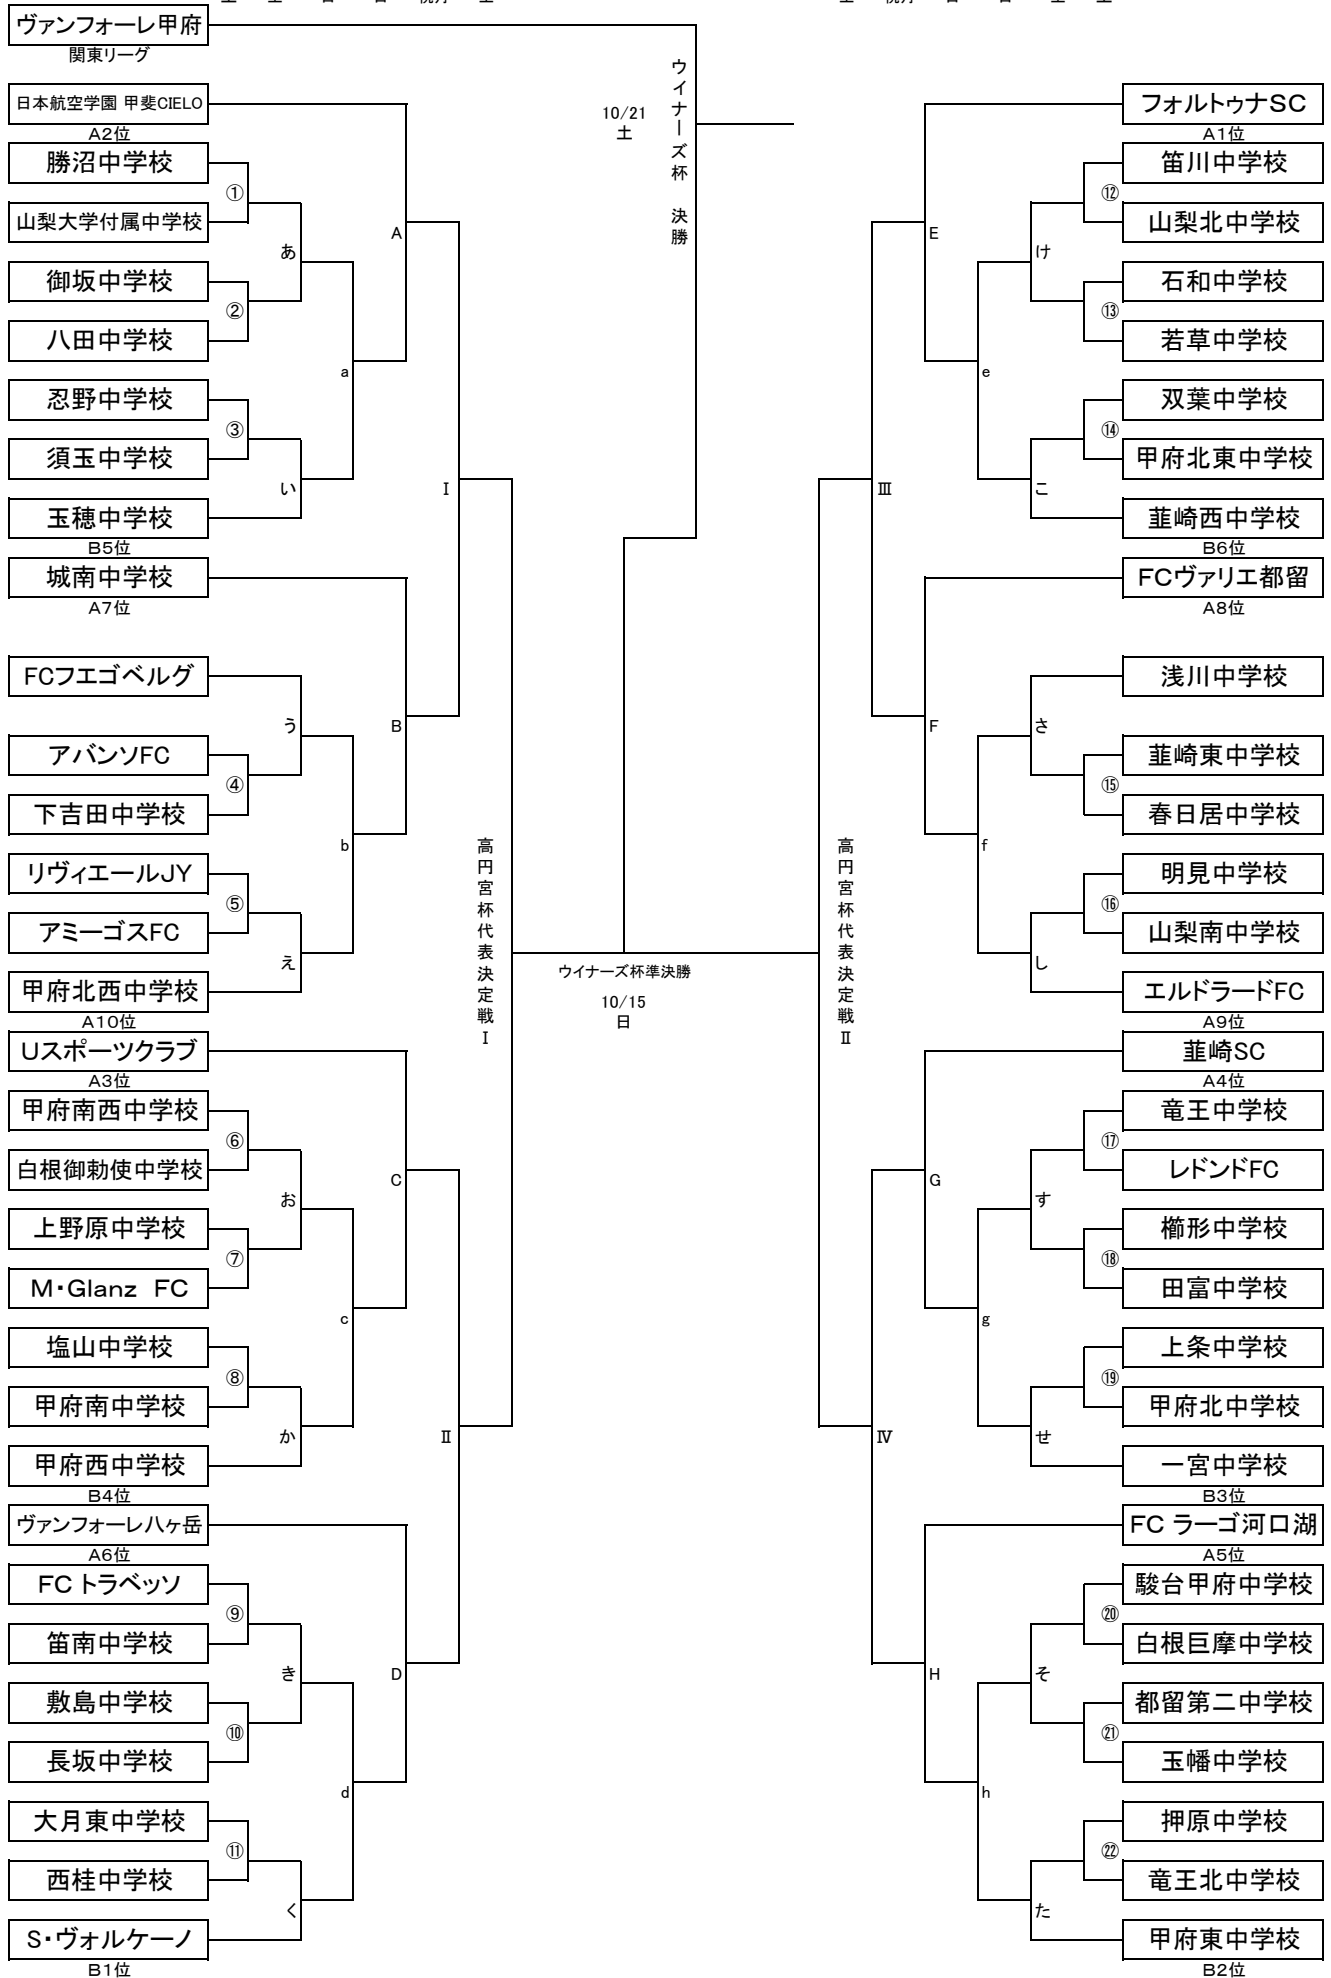 ヴァンフォーレ甲府
関東リーグ
日本航空学園 甲斐CIELO
A2位
勝沼中学校
①
山梨大学付属中学校
あ
御坂中学校
②
八田中学校
A
a
忍野中学校
③
須玉中学校
い
玉穂中学校
B5位
Ⅰ
城南中学校
A7位
FCフエゴベルグ
う
B
アバンソFC
④
下吉田中学校
b
リヴィエールJY
⑤
アミーゴスFC
え
甲府北西中学校
A10位
高円宮杯代表決定戦Ⅰ
Uスポーツクラブ
A3位
甲府南西中学校
⑥
白根御勅使中学校
お
C
上野原中学校
⑦
M・Glanz FC
c
塩山中学校
⑧
甲府南中学校
か
Ⅱ
甲府西中学校
B4位
ヴァンフォーレ八ヶ岳
A6位
FCトラベッソ
⑨
笛南中学校
き
D
敷島中学校
⑩
長坂中学校
d
大月東中学校
⑪
西桂中学校
く
S・ヴォルケーノ
B1位
ウイナーズ杯 決勝
10/21
土
ウイナーズ杯準決勝
10/15
日
フォルトゥナSC
A1位
笛川中学校
⑫
山梨北中学校
E
け
石和中学校
⑬
若草中学校
e
双葉中学校
⑭
甲府北東中学校
Ⅲ
こ
韮崎西中学校
B6位
FCヴァリエ都留
A8位
浅川中学校
F
さ
韮崎東中学校
⑮
春日居中学校
f
明見中学校
⑯
山梨南中学校
し
エルドラードFC
A9位
高円宮杯代表決定戦Ⅱ
韮崎SC
A4位
竜王中学校
⑰
レドンドFC
G
す
櫛形中学校
⑱
田富中学校
g
上条中学校
⑲
甲府北中学校
Ⅳ
せ
一宮中学校
B3位
FC ラーゴ河口湖
A5位
駿台甲府中学校
⑳
白根巨摩中学校
H
そ
都留第二中学校
㉑
玉幡中学校
h
押原中学校
㉒
竜王北中学校
た
甲府東中学校
B2位